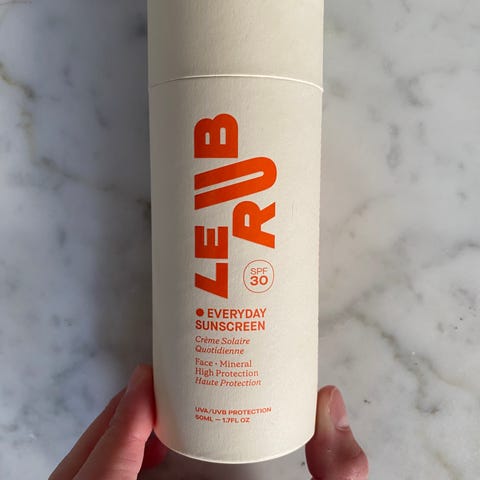 LE RUB
SPF
30
EVERYDAY
SUNSCREEN
Crème Solaire
Quotidienne
Face • Mineral
High Protection
Haute Protection
UVA/UVB PROTECTION
50ML — 1.7FL OZ